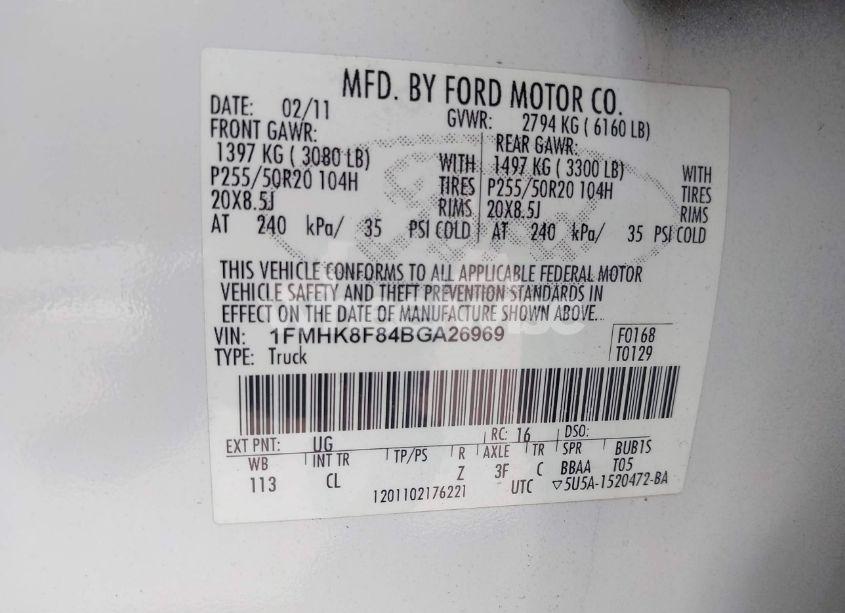 MFD. BY FORD MOTOR CO.
DATE: 02/11 GVWR: 2794 KG ( 6160 LB)
FRONT GAWR: REAR GAWR:
1397 KG ( 3080 LB) WITH 1497 KG ( 3300 LB) WITH
P255/50R20 104H TIRES P255/50R20 104H TIRES
20X8.5J RIMS 20X8.5J RIMS
AT 240 kPa/ 35 PSI COLD AT 240 kPa/ 35 PSI COLD
THIS VEHICLE CONFORMS TO ALL APPLICABLE FEDERAL MOTOR
VEHICLE SAFETY AND THEFT PREVENTION STANDARDS IN
EFFECT ON THE DATE OF MANUFACTURE SHOWN ABOVE.
VIN: 1FMHK8F84BGA26969 F0168
TYPE: Truck T0129
EXT PNT: UG RC: 16 DSO:
WB INT TR TP/PS R AXLE TR SPR BUB1S
113 CL Z 3F C BBAA T05
1201102176221 UTC ▽5U5A-1520472-BA